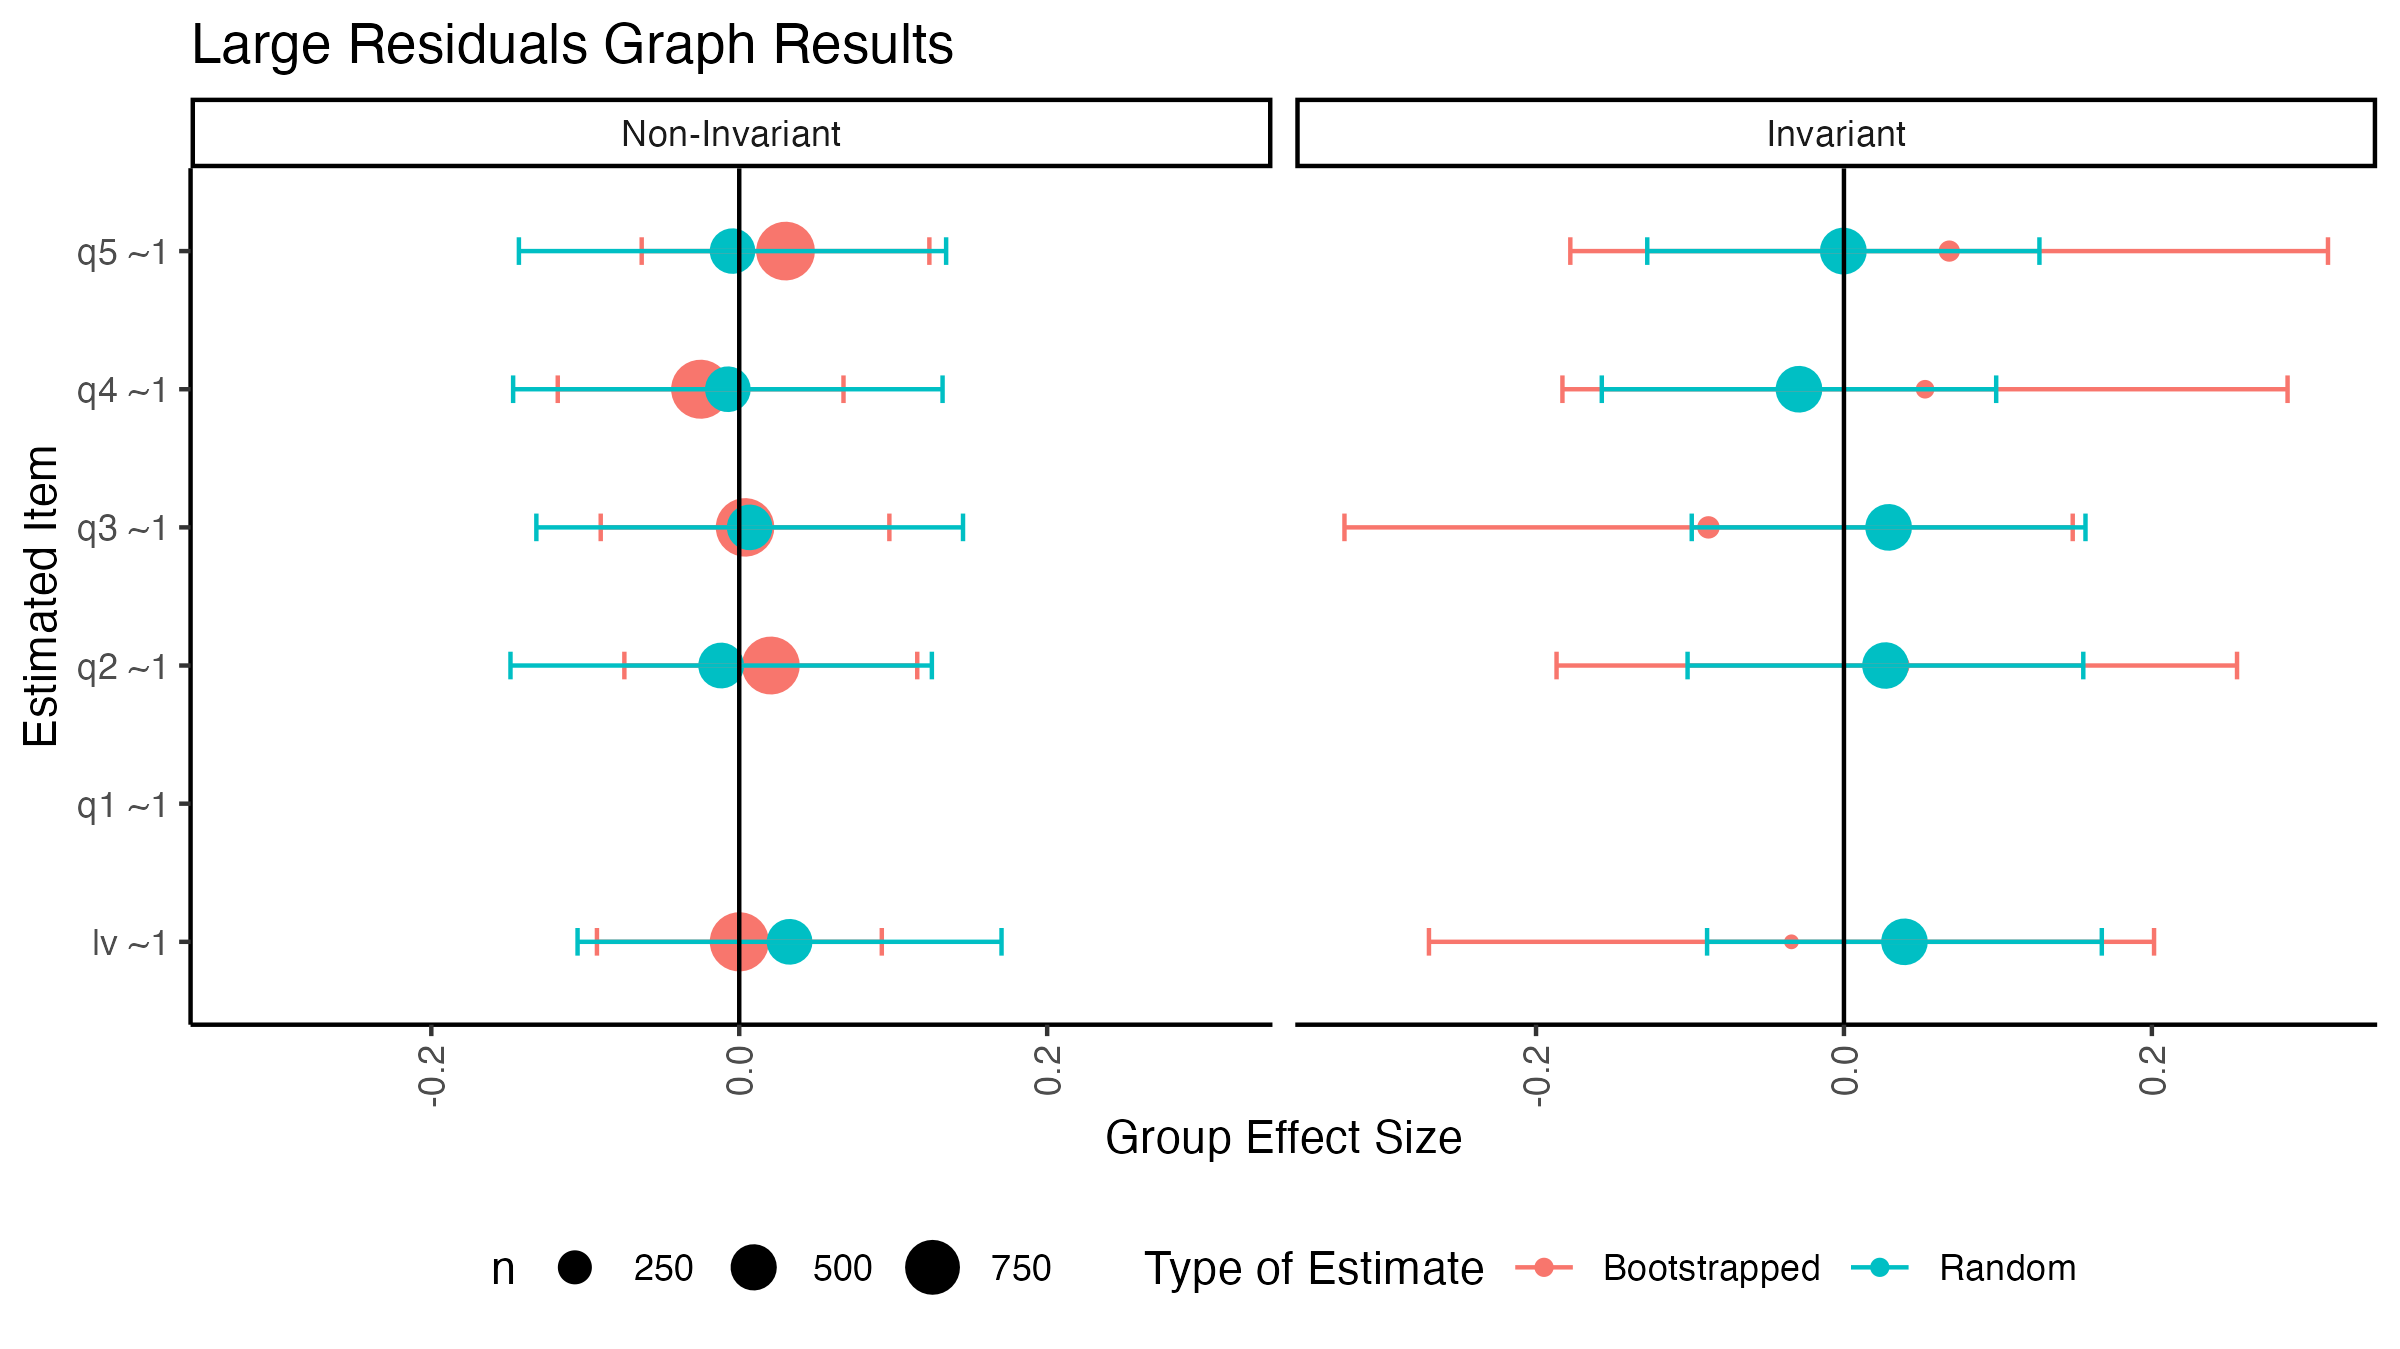 Large Residuals Graph Results
Non-Invariant
Invariant
Estimated Item
q5 ~1
q4 ~1
q3 ~1
q2 ~1
q1 ~1
lv ~1
-0.2
0.0
0.2
-0.2
0.0
0.2
Group Effect Size
n 250 500 750 Type of Estimate Bootstrapped Random